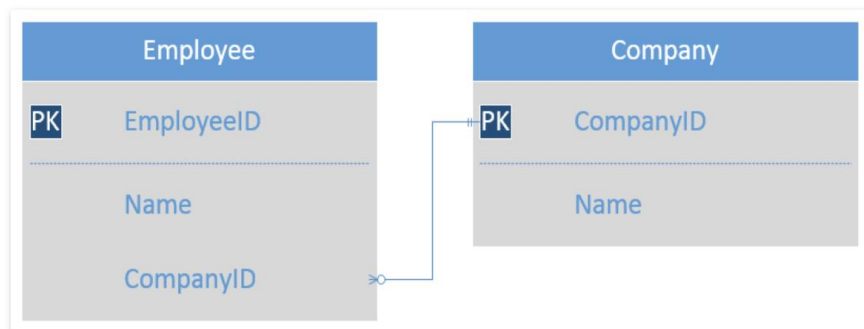 Employee
PK EmployeeID
Name
CompanyID
Company
PK CompanyID
Name